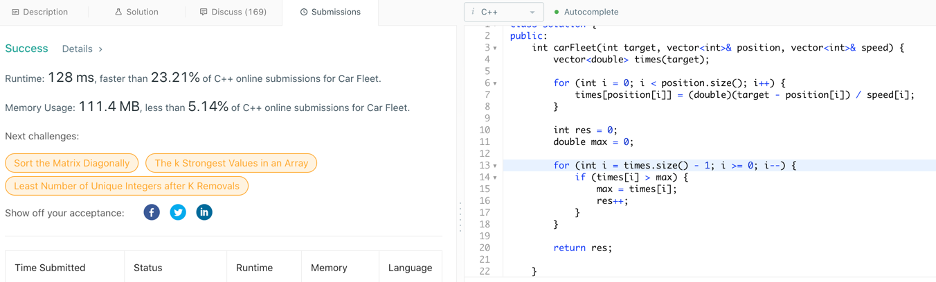 Description Solution Discuss (169) Submissions
Success Details >
Runtime: 128 ms, faster than 23.21% of C++ online submissions for Car Fleet.
Memory Usage: 111.4 MB, less than 5.14% of C++ online submissions for Car Fleet.
Next challenges:
Sort the Matrix Diagonally The k Strongest Values in an Array
Least Number of Unique Integers after K Removals
Show off your acceptance:
Time Submitted Status Runtime Memory Language
i C++ Autocomplete
1 class Solution {
2 public:
3 int carFleet(int target, vector<int>& position, vector<int>& speed) {
4 vector<double> times(target);
5
6 for (int i = 0; i < position.size(); i++) {
7 times[position[i]] = (double)(target - position[i]) / speed[i];
8 }
9
10 int res = 0;
11 double max = 0;
12
13 for (int i = times.size() - 1; i >= 0; i--) {
14 if (times[i] > max) {
15 max = times[i];
16 res++;
17 }
18 }
19
20 return res;
21
22 }